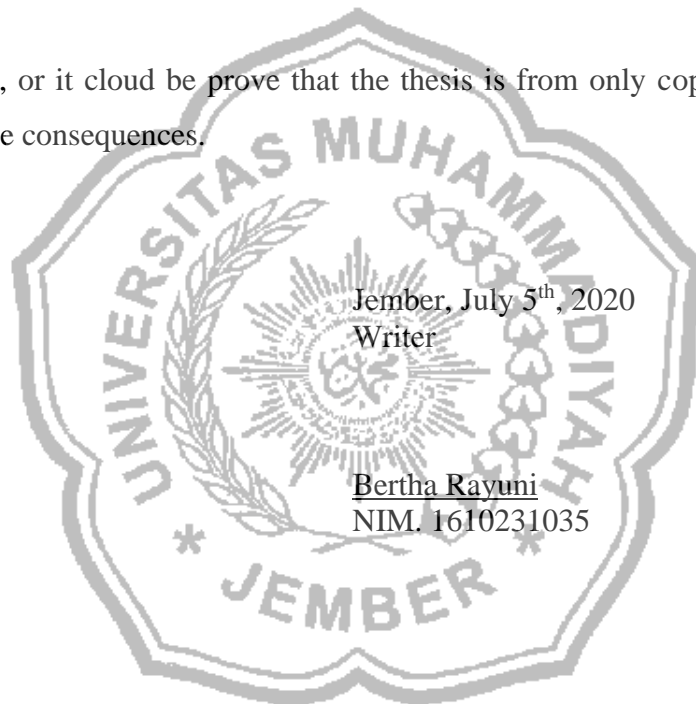 , or it cloud be prove that the thesis is from only cop
e consequences.
UNIVERSITAS MUHAMMADIYAH
JEMBER
Jember, July 5th, 2020
Writer
Bertha Rayuni
NIM. 1610231035